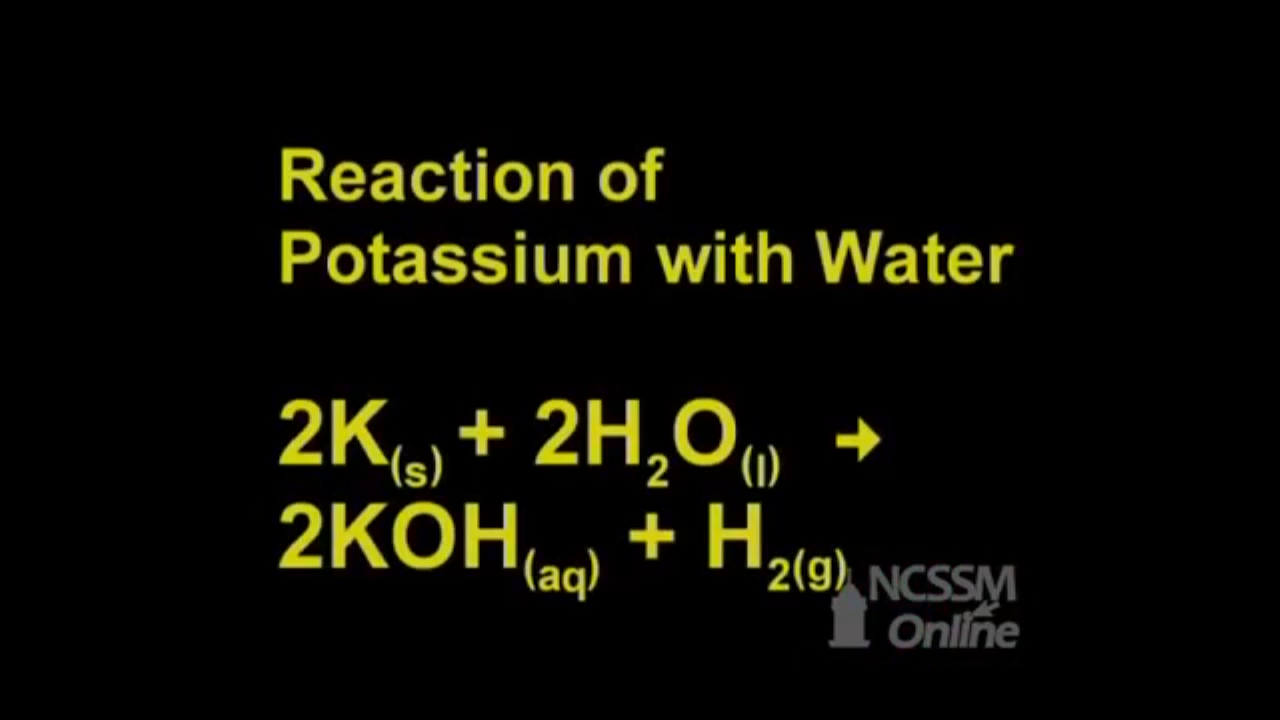 Reaction of
Potassium with Water
2K(s) + 2H₂O(l) →
2KOH(aq) + H₂(g)
NCSSM
Online